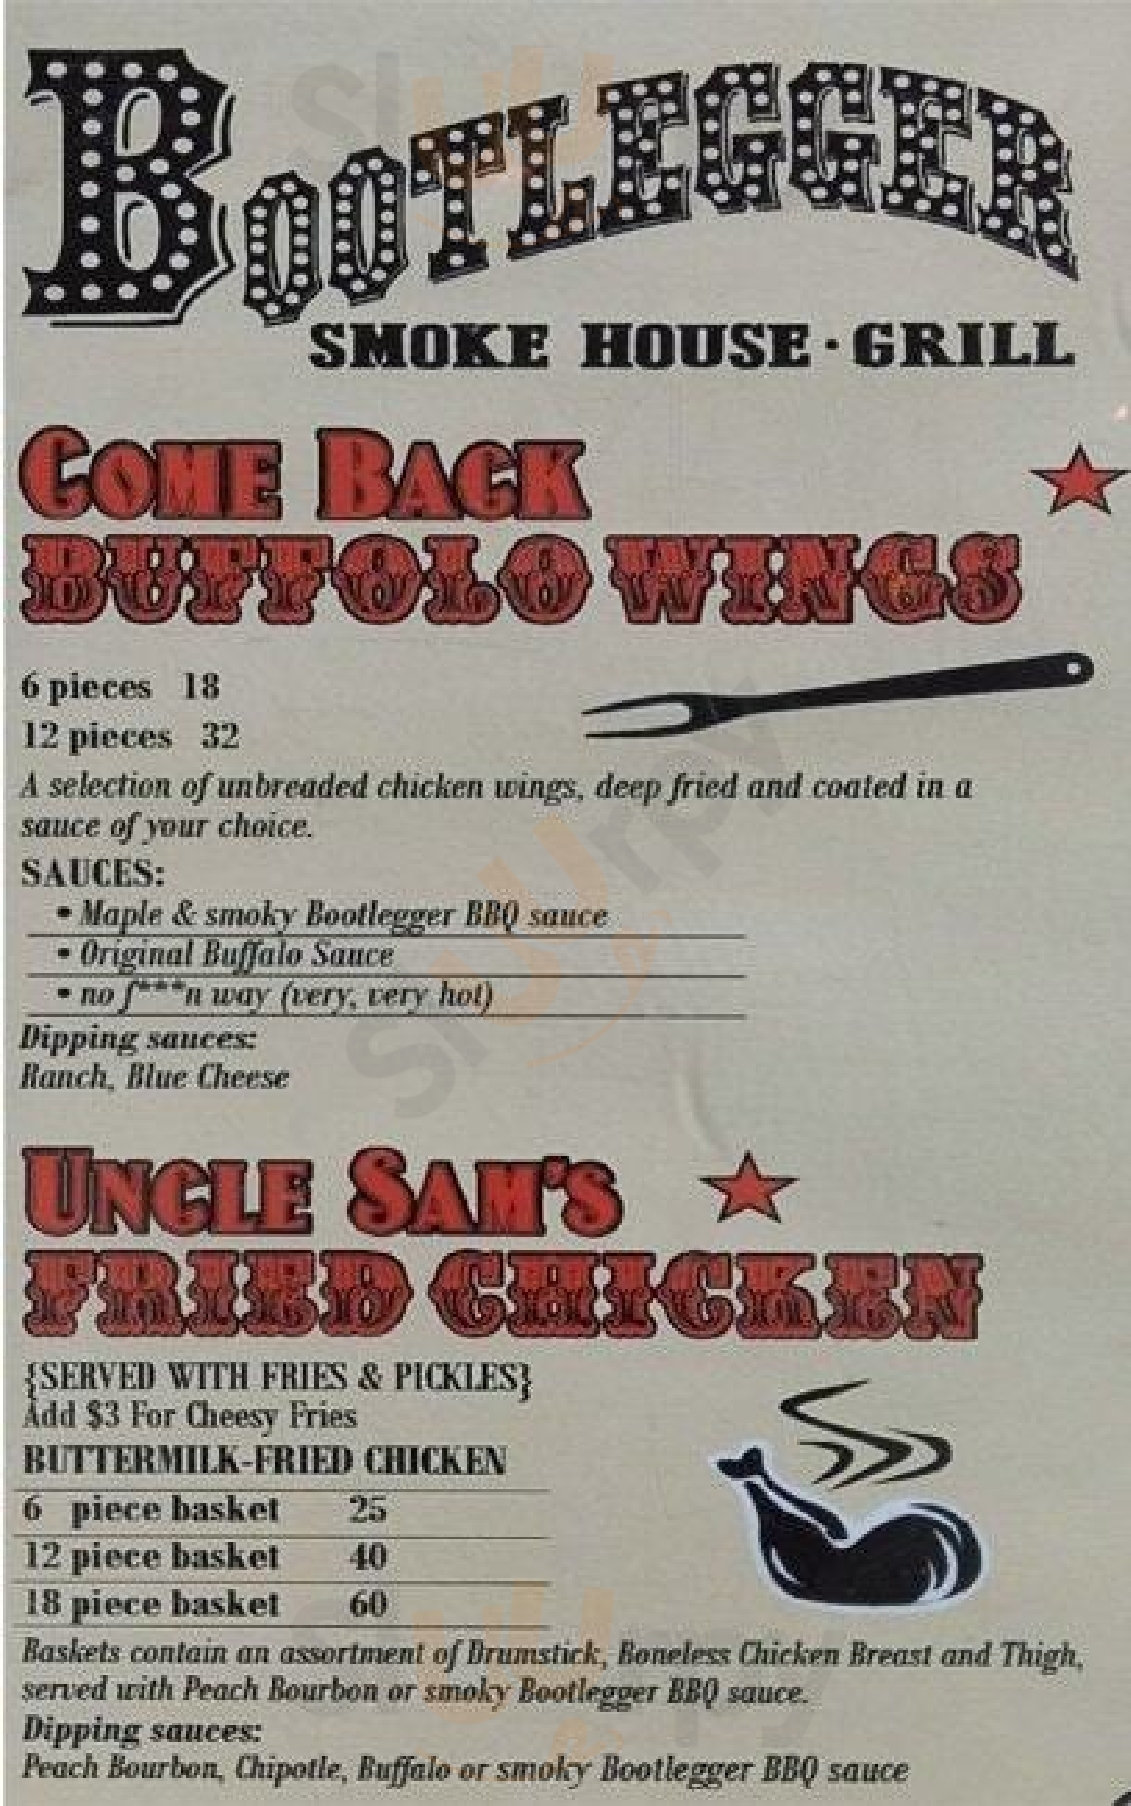 BOOTLEGGER
SMOKE HOUSE · GRILL
COME BACK
BUFFOLO WINGS
6 pieces 18
12 pieces 32
A selection of unbreaded chicken wings, deep fried and coated in a
sauce of your choice.
SAUCES:
• Maple & smoky Bootlegger BBQ sauce
• Original Buffalo Sauce
• no f***n way (very, very hot)
Dipping sauces:
Ranch, Blue Cheese
UNCLE SAM'S
FRIED CHICKEN
{SERVED WITH FRIES & PICKLES}
Add $3 For Cheesy Fries
BUTTERMILK-FRIED CHICKEN
6 piece basket 25
12 piece basket 40
18 piece basket 60
Baskets contain an assortment of Drumstick, Boneless Chicken Breast and Thigh,
served with Peach Bourbon or smoky Bootlegger BBQ sauce.
Dipping sauces:
Peach Bourbon, Chipotle, Buffalo or smoky Bootlegger BBQ sauce